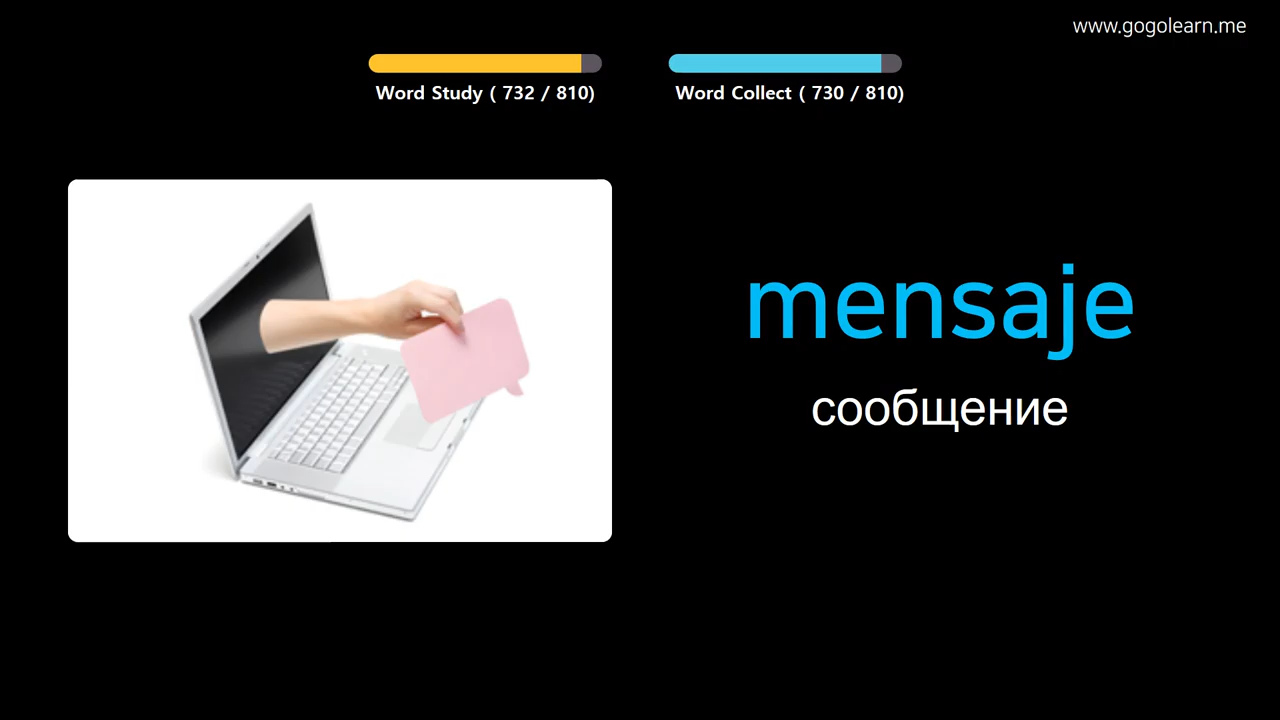 www.gogolearn.me
Word Study ( 732 / 810)
Word Collect ( 730 / 810)
mensaje
сообщение